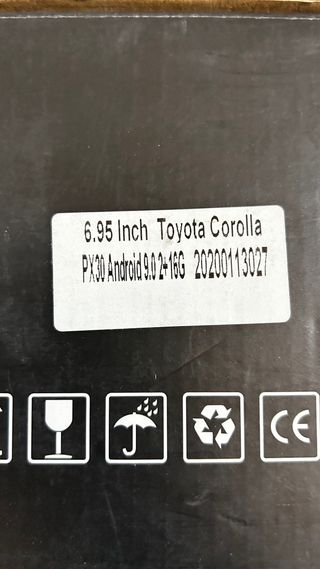 6.95 Inch Toyota Corolla
PX30 Android 9.0 2+16G 20200113027
CE